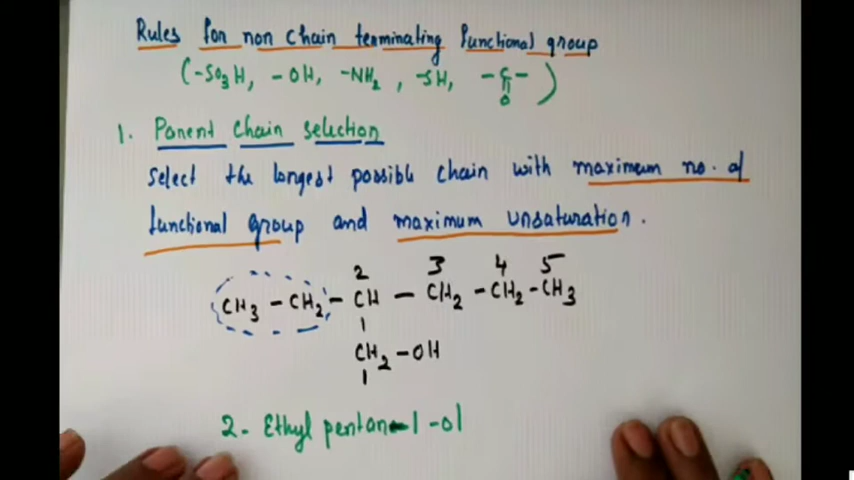 Rules for non chain terminating functional group
(-SO3H, -OH, -NH2, -SH, -C-)
O
1. Parent chain selection
Select the longest possible chain with maximum no. of
functional group and maximum unsaturation.
2 3 4 5
CH3 - CH2 - CH - CH2 - CH2 - CH3
CH2 - OH
1
2- Ethyl pentan-1-ol